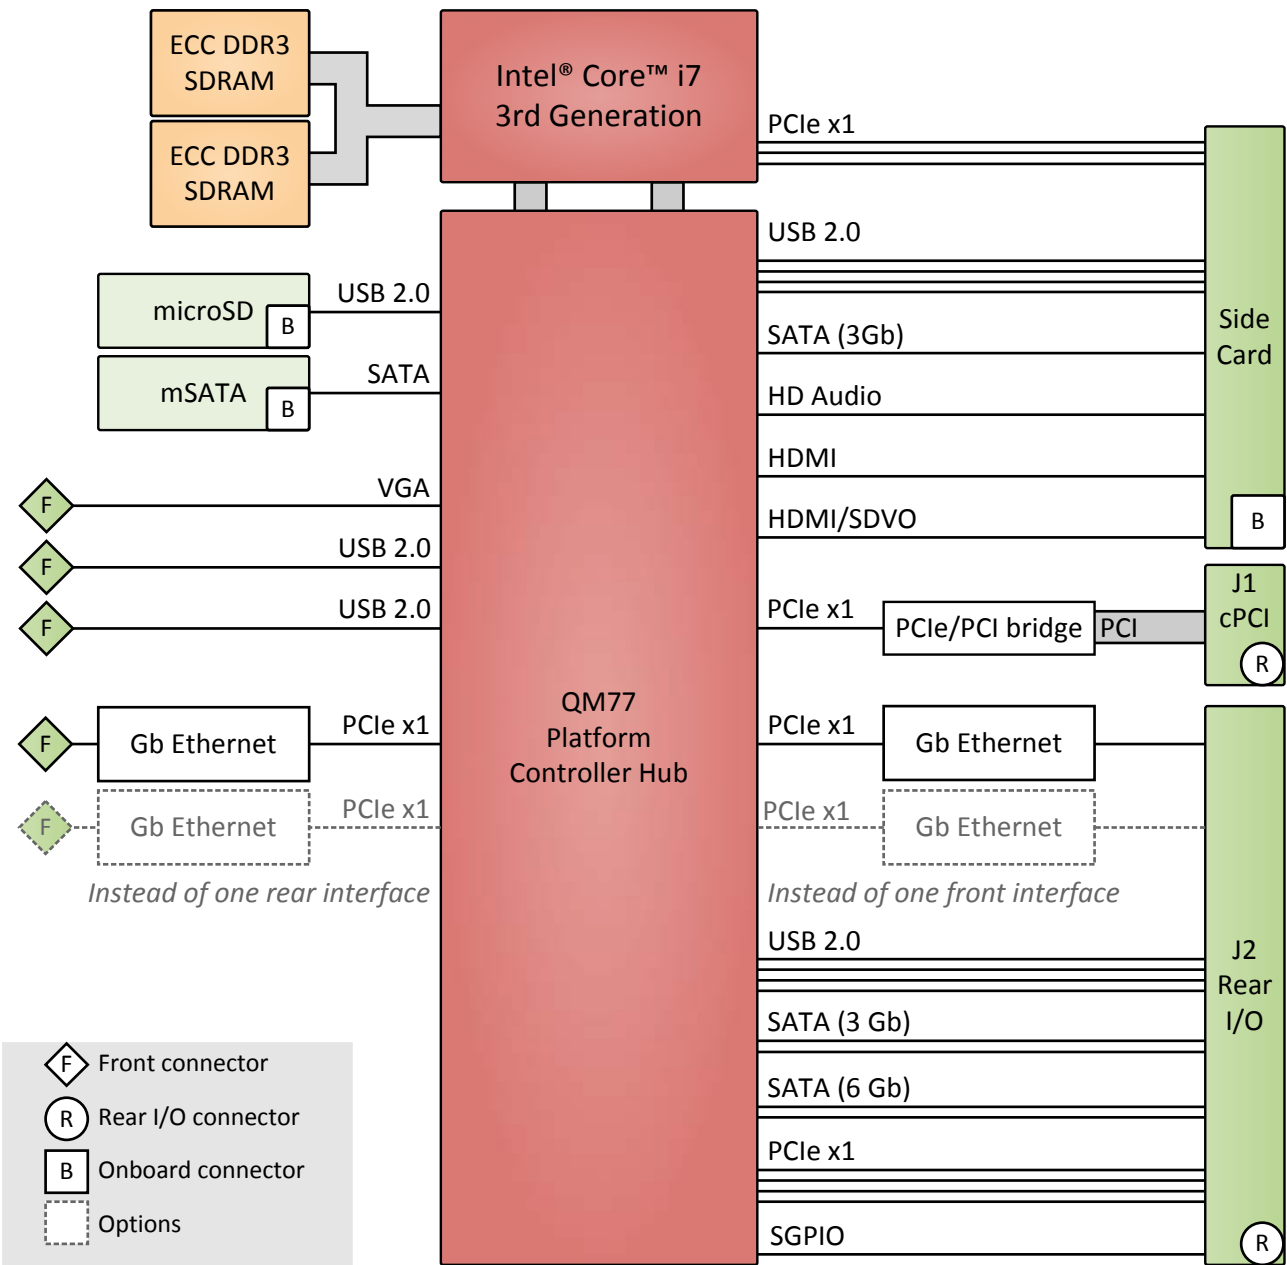 ECC DDR3
SDRAM
ECC DDR3
SDRAM
Intel® Core™ i7
3rd Generation
PCIe x1
USB 2.0
SATA (3Gb)
HD Audio
HDMI
HDMI/SDVO
Side
Card
B
microSD
B
USB 2.0
mSATA
B
SATA
F
VGA
F
USB 2.0
F
USB 2.0
PCIe x1
PCIe/PCI bridge
PCI
J1
cPCI
R
QM77
Platform
Controller Hub
F
Gb Ethernet
PCIe x1
PCIe x1
Gb Ethernet
F
Gb Ethernet
PCIe x1
PCIe x1
Gb Ethernet
Instead of one rear interface
Instead of one front interface
USB 2.0
SATA (3 Gb)
SATA (6 Gb)
PCIe x1
SGPIO
J2
Rear
I/O
R
F Front connector
R Rear I/O connector
B Onboard connector
Options